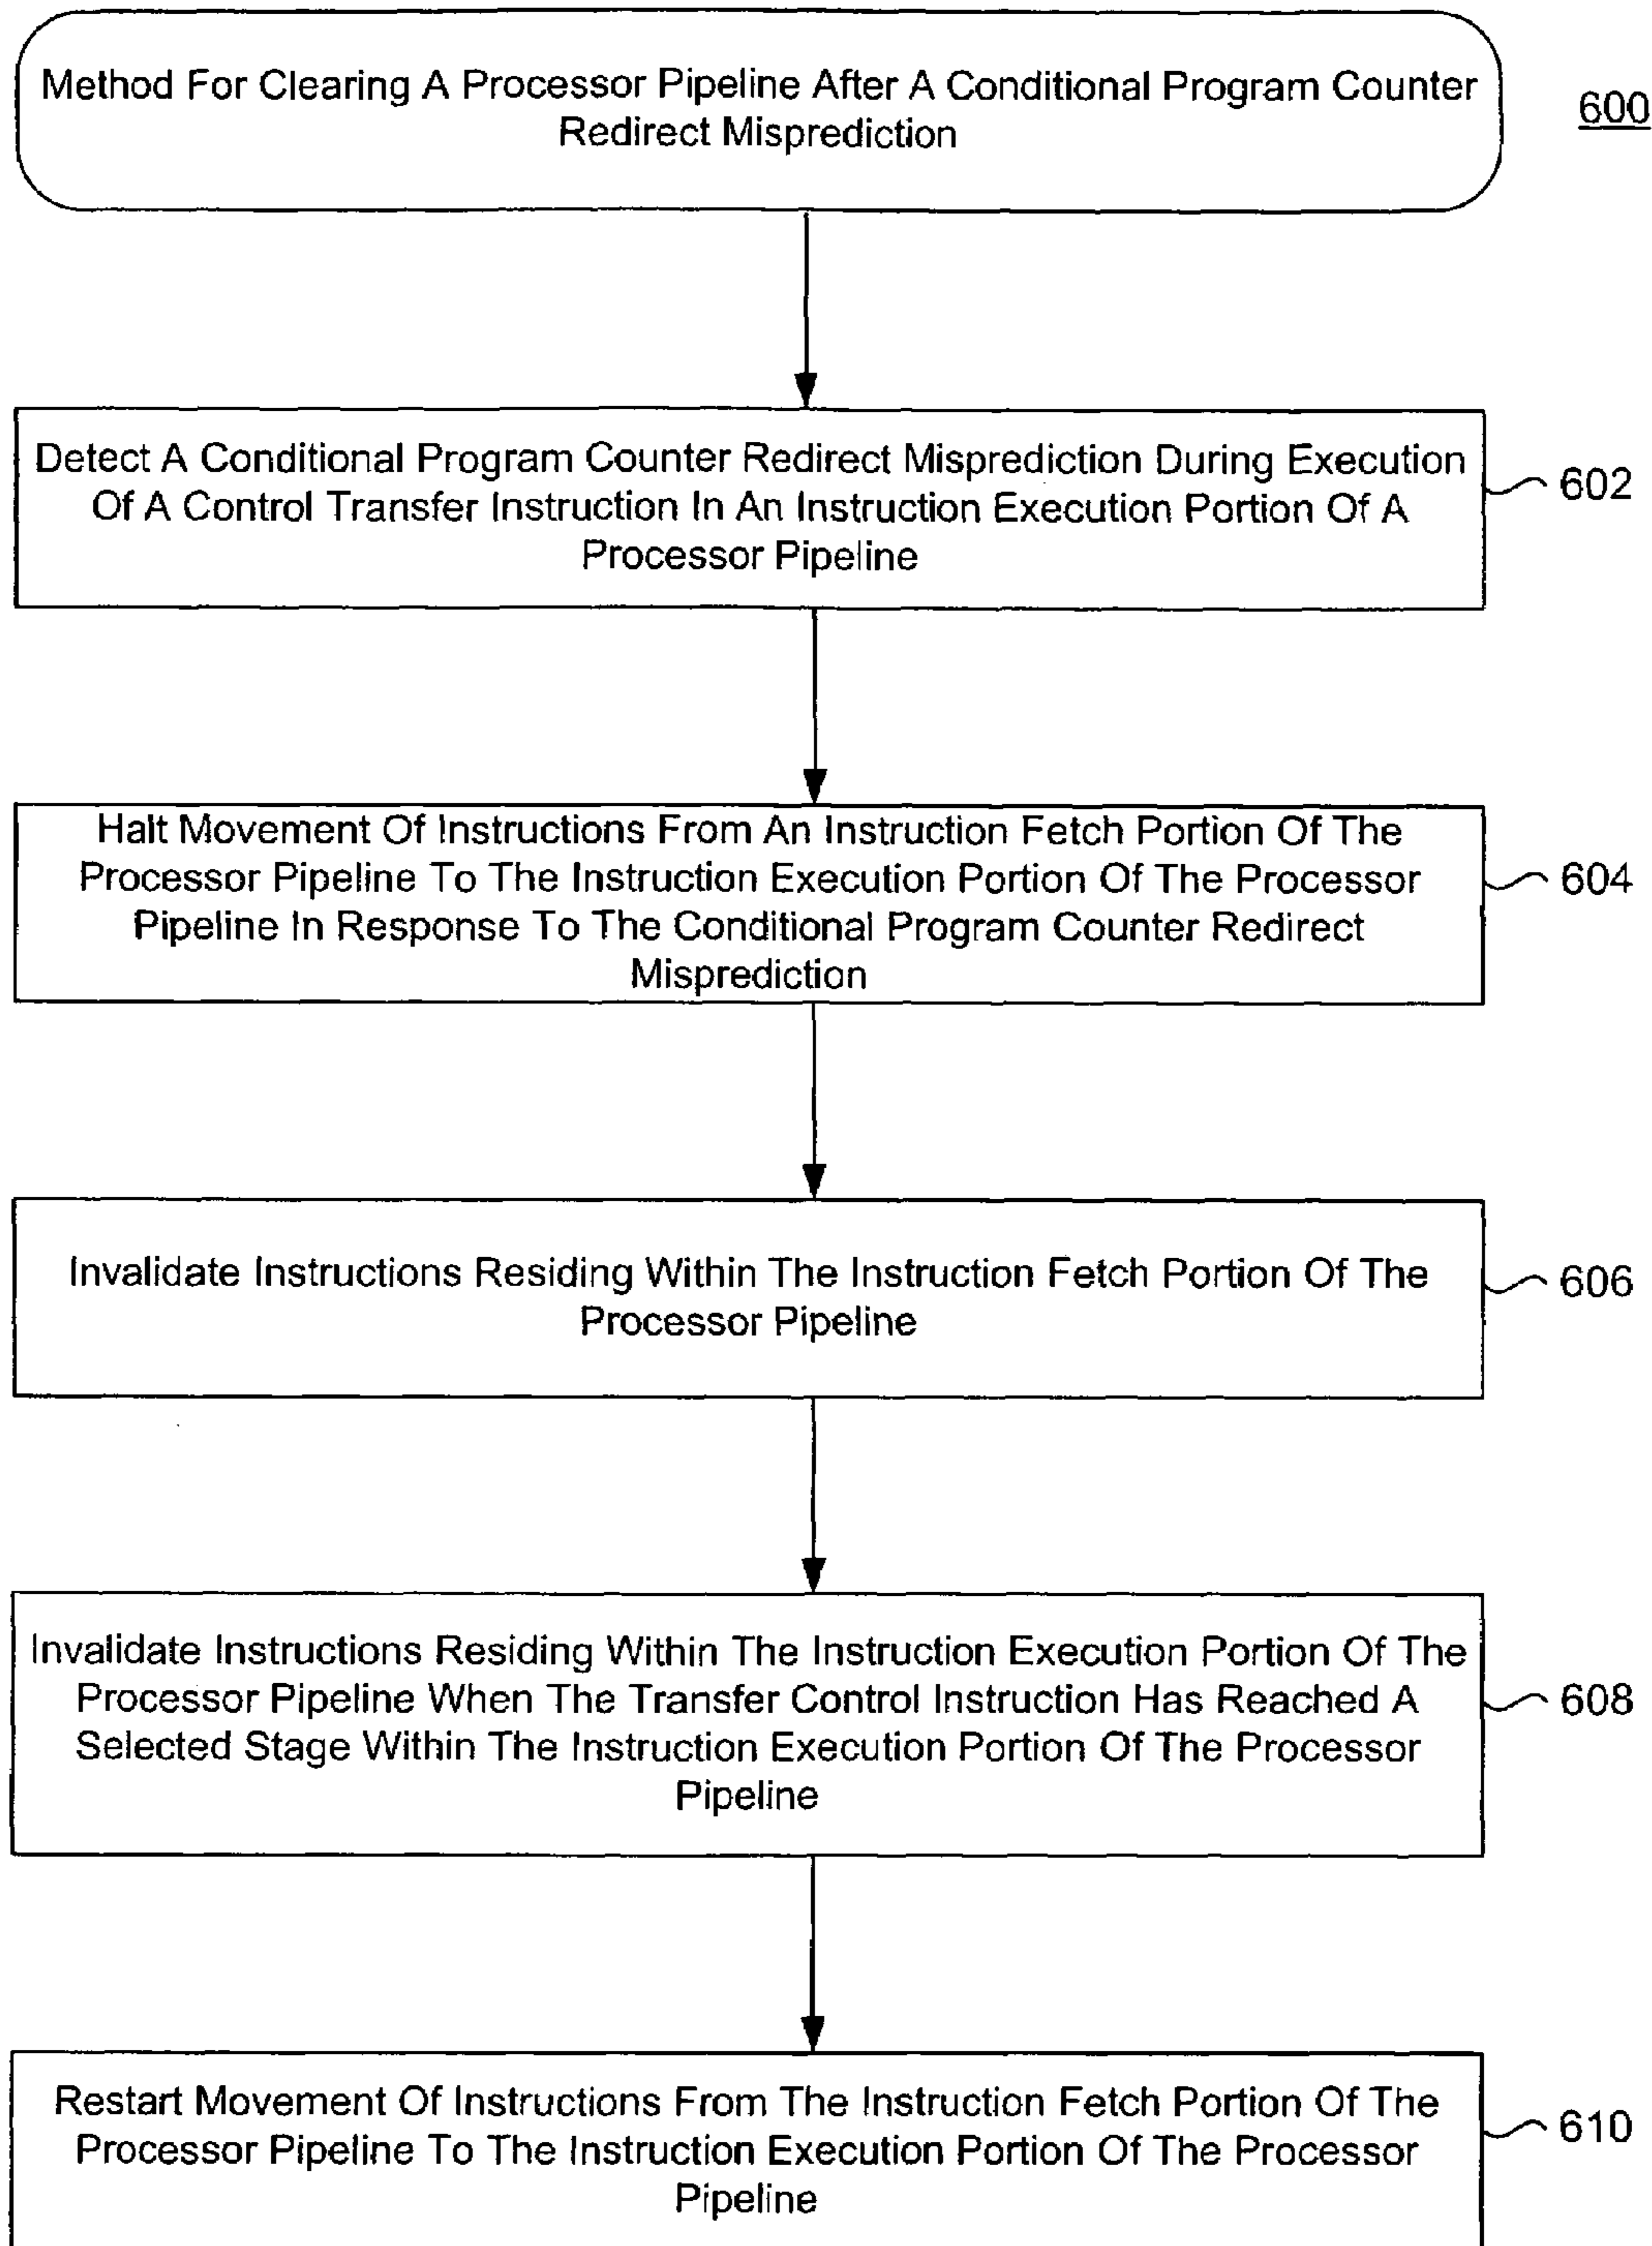 Method For Clearing A Processor Pipeline After A Conditional Program Counter
Redirect Misprediction
600
Detect A Conditional Program Counter Redirect Misprediction During Execution
Of A Control Transfer Instruction In An Instruction Execution Portion Of A
Processor Pipeline
602
Halt Movement Of Instructions From An Instruction Fetch Portion Of The
Processor Pipeline To The Instruction Execution Portion Of The Processor
Pipeline In Response To The Conditional Program Counter Redirect
Misprediction
604
Invalidate Instructions Residing Within The Instruction Fetch Portion Of The
Processor Pipeline
606
Invalidate Instructions Residing Within The Instruction Execution Portion Of The
Processor Pipeline When The Transfer Control Instruction Has Reached A
Selected Stage Within The Instruction Execution Portion Of The Processor
Pipeline
608
Restart Movement Of Instructions From The Instruction Fetch Portion Of The
Processor Pipeline To The Instruction Execution Portion Of The Processor
Pipeline
610